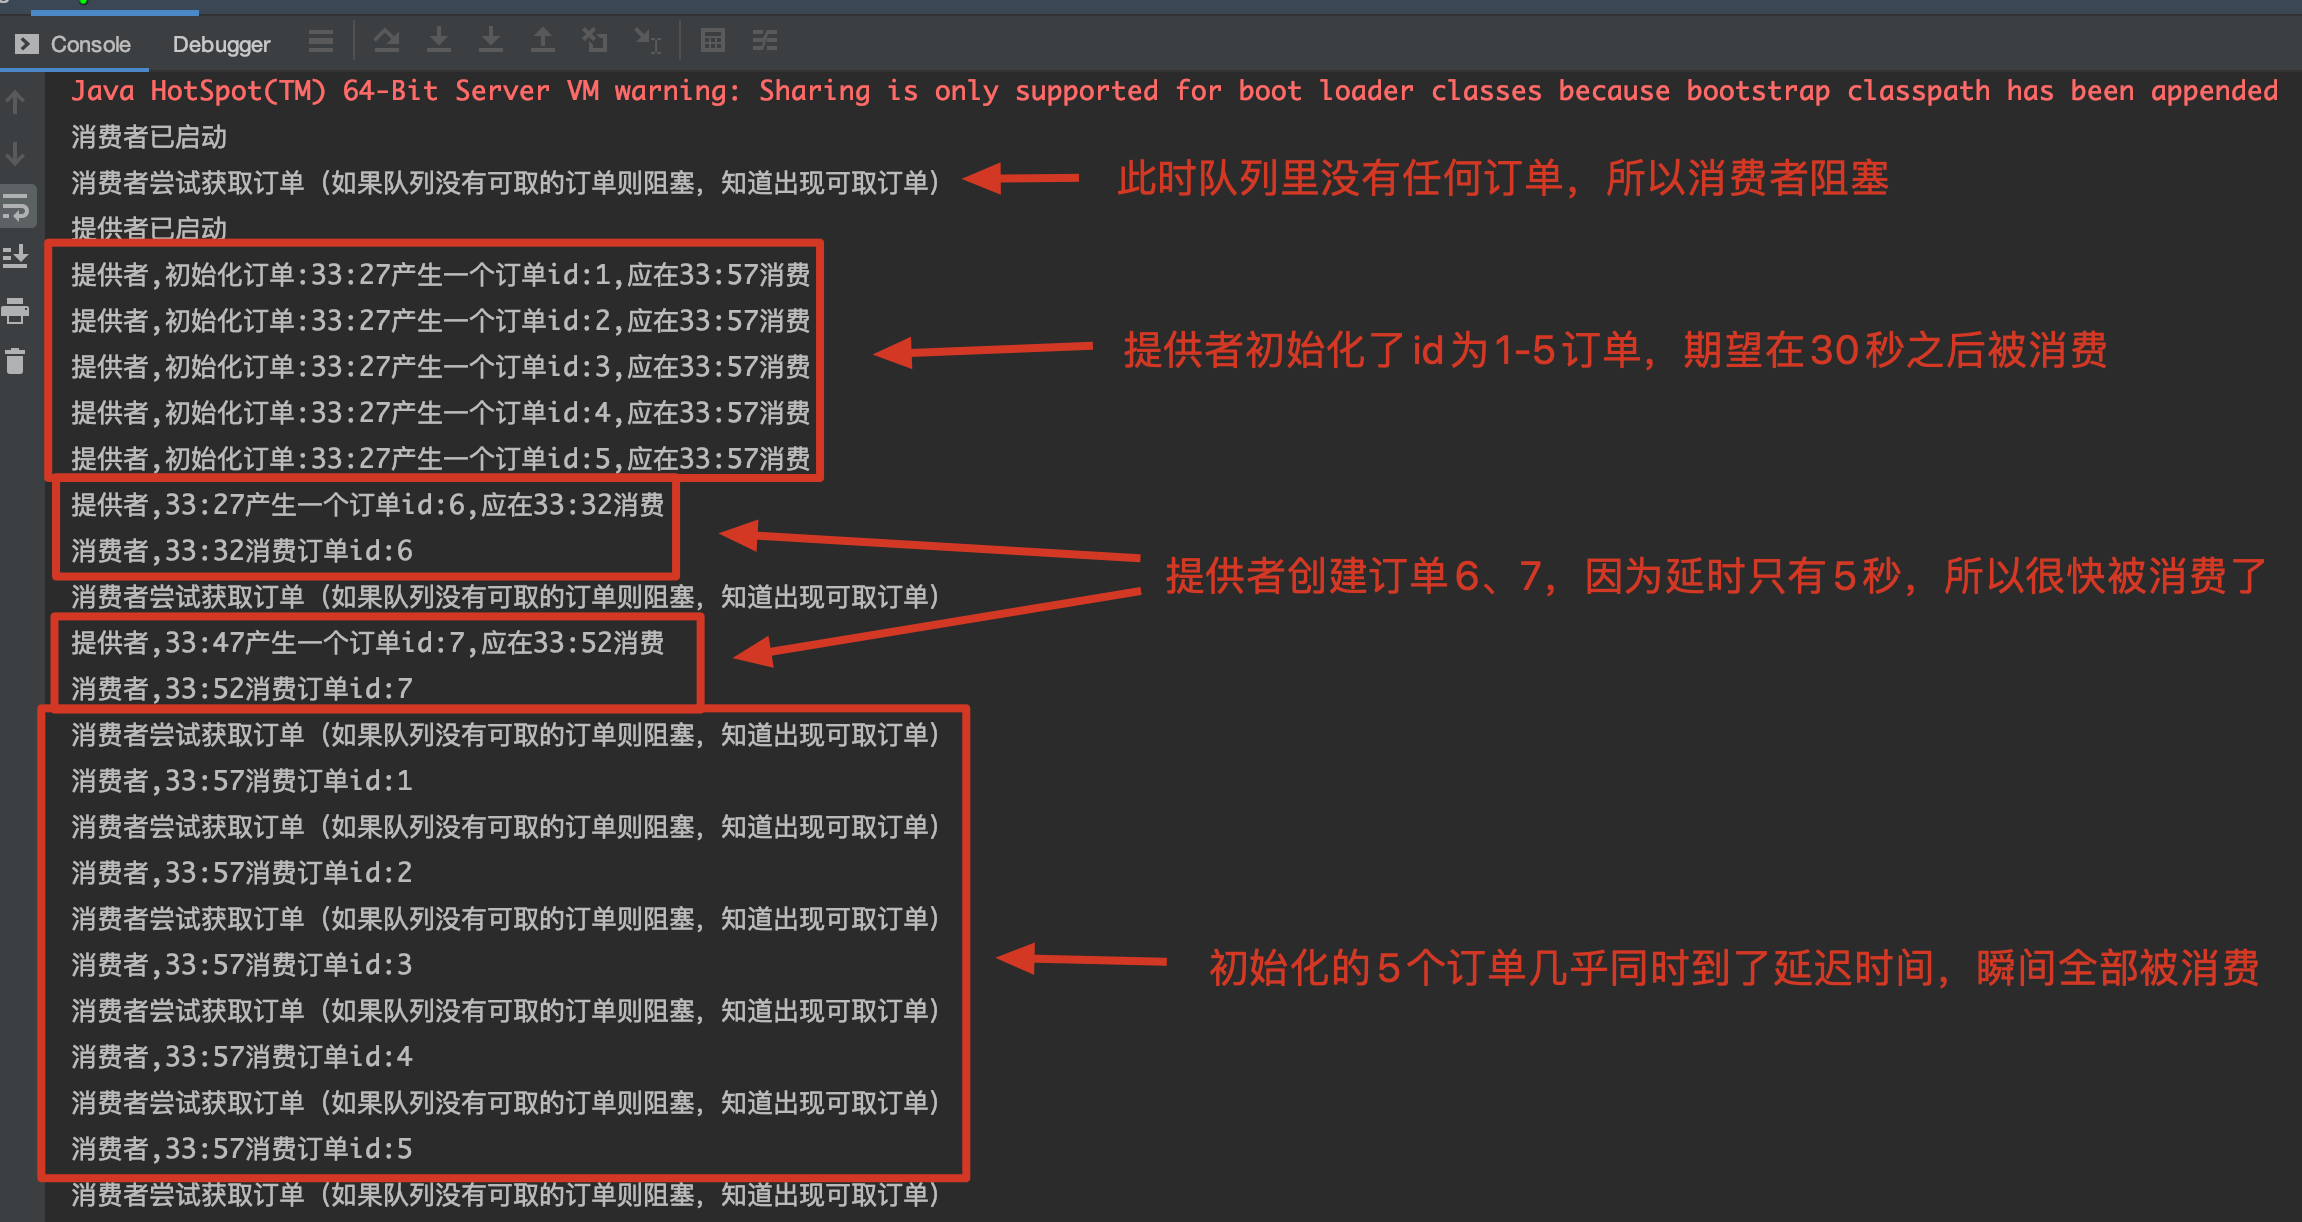 Console Debugger
Java HotSpot(TM) 64-Bit Server VM warning: Sharing is only supported for boot loader classes because bootstrap classpath has been appended
消费者已启动
消费者尝试获取订单（如果队列没有可取的订单则阻塞，知道出现可取订单）
此时队列里没有任何订单，所以消费者阻塞
提供者已启动
提供者,初始化订单:33:27产生一个订单id:1,应在33:57消费
提供者,初始化订单:33:27产生一个订单id:2,应在33:57消费
提供者,初始化订单:33:27产生一个订单id:3,应在33:57消费
提供者初始化了id为1-5订单，期望在30秒之后被消费
提供者,初始化订单:33:27产生一个订单id:4,应在33:57消费
提供者,初始化订单:33:27产生一个订单id:5,应在33:57消费
提供者,33:27产生一个订单id:6,应在33:32消费
消费者,33:32消费订单id:6
提供者创建订单6、7，因为延时只有5秒，所以很快被消费了
消费者尝试获取订单（如果队列没有可取的订单则阻塞，知道出现可取订单）
提供者,33:47产生一个订单id:7,应在33:52消费
消费者,33:52消费订单id:7
消费者尝试获取订单（如果队列没有可取的订单则阻塞，知道出现可取订单）
消费者,33:57消费订单id:1
消费者尝试获取订单（如果队列没有可取的订单则阻塞，知道出现可取订单）
消费者,33:57消费订单id:2
消费者尝试获取订单（如果队列没有可取的订单则阻塞，知道出现可取订单）
消费者,33:57消费订单id:3
初始化的5个订单几乎同时到了延迟时间，瞬间全部被消费
消费者尝试获取订单（如果队列没有可取的订单则阻塞，知道出现可取订单）
消费者,33:57消费订单id:4
消费者尝试获取订单（如果队列没有可取的订单则阻塞，知道出现可取订单）
消费者,33:57消费订单id:5
消费者尝试获取订单（如果队列没有可取的订单则阻塞，知道出现可取订单）